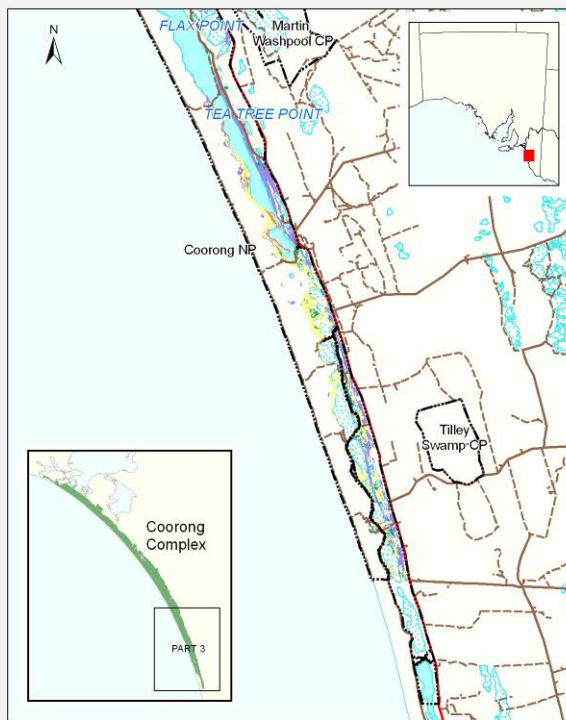 FLAX POINT
Martin
Washpool CP
N
TEA TREE POINT
Coorong NP
Tilley
Swamp CP
Coorong
Complex
PART 3